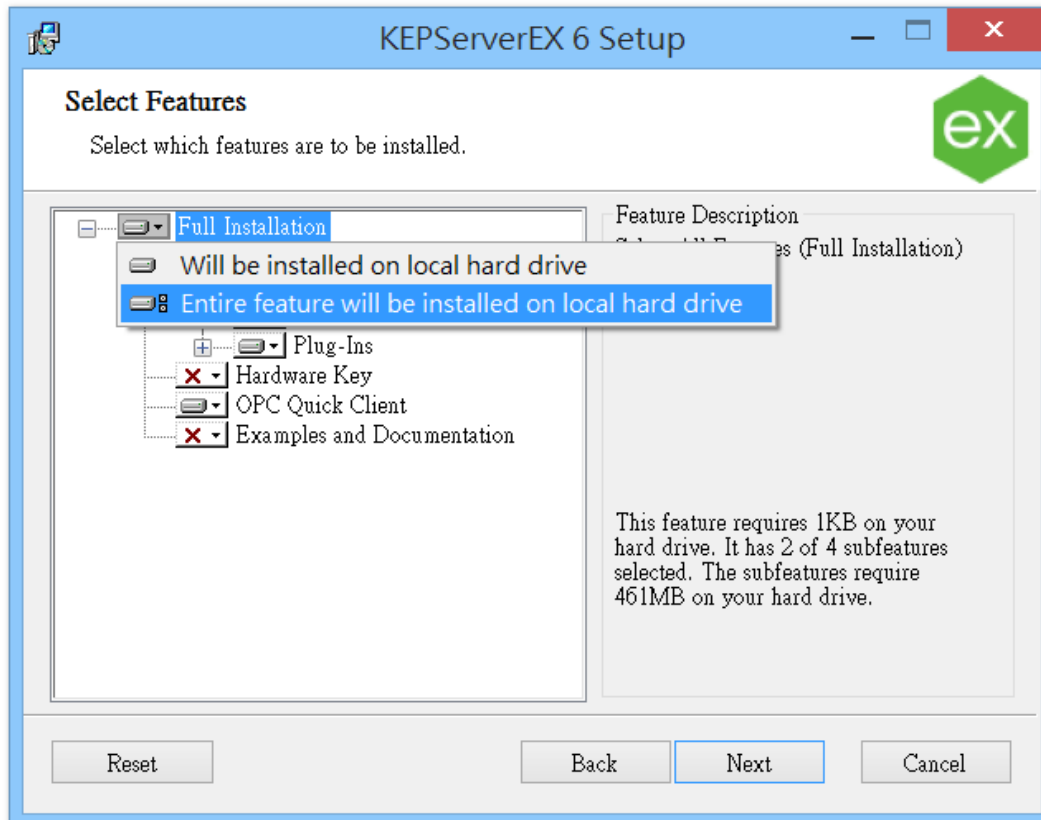 KEPServerEX 6 Setup
Select Features
ex
Select which features are to be installed.
Full Installation
Feature Description
(Full Installation)
Will be installed on local hard drive
Entire feature will be installed on local hard drive
Plug-Ins
Hardware Key
OPC Quick Client
Examples and Documentation
This feature requires 1KB on your
hard drive. It has 2 of 4 subfeatures
selected. The subfeatures require
461MB on your hard drive.
Reset
Back
Next
Cancel